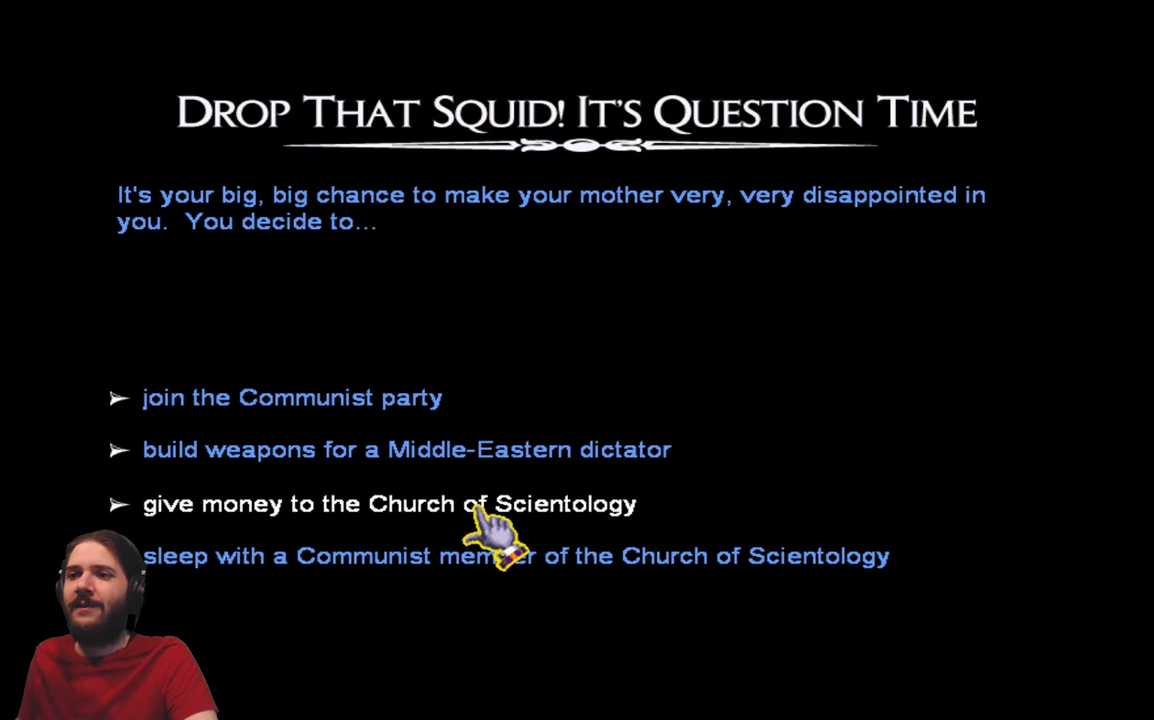 Drop That Squid! It's Question Time
It's your big, big chance to make your mother very, very disappointed in
you.  You decide to...
join the Communist party
build weapons for a Middle-Eastern dictator
give money to the Church of Scientology
sleep with a Communist member of the Church of Scientology